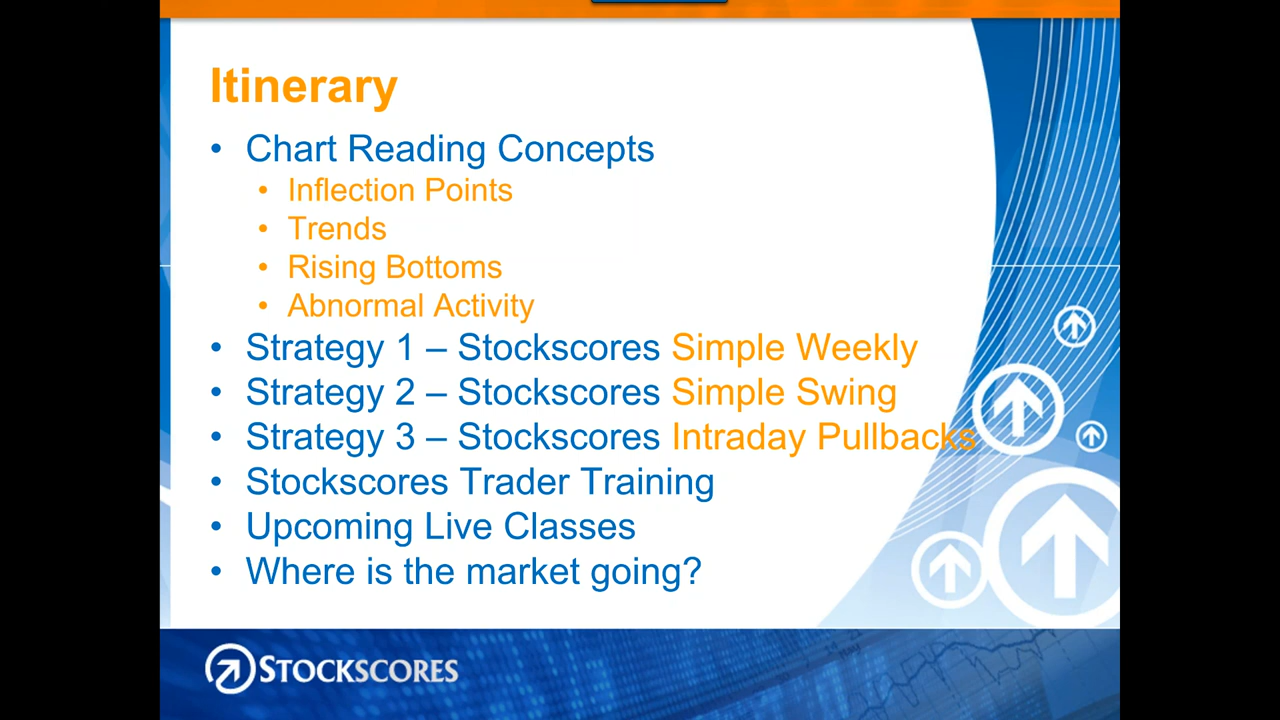 Itinerary
• Chart Reading Concepts
• Inflection Points
• Trends
• Rising Bottoms
• Abnormal Activity
• Strategy 1 – Stockscores Simple Weekly
• Strategy 2 – Stockscores Simple Swing
• Strategy 3 – Stockscores Intraday Pullbacks
• Stockscores Trader Training
• Upcoming Live Classes
• Where is the market going?
STOCKSCORES